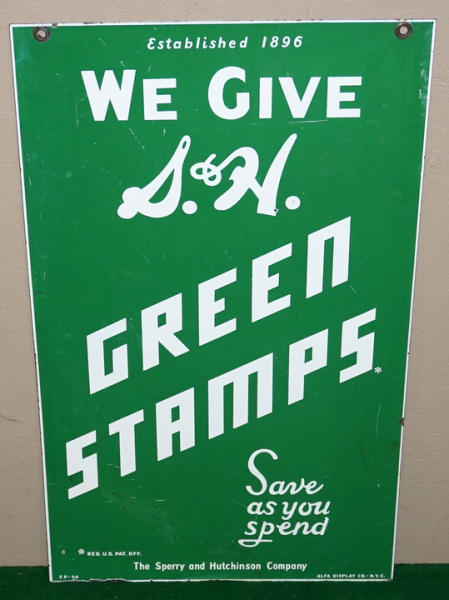 Established 1896
WE GIVE
S.&H.
GREEN
STAMPS*
Save
as you
spend
* REG. U.S. PAT. OFF.
The Sperry and Hutchinson Company
ALFA DISPLAY CO.- N.Y.C.